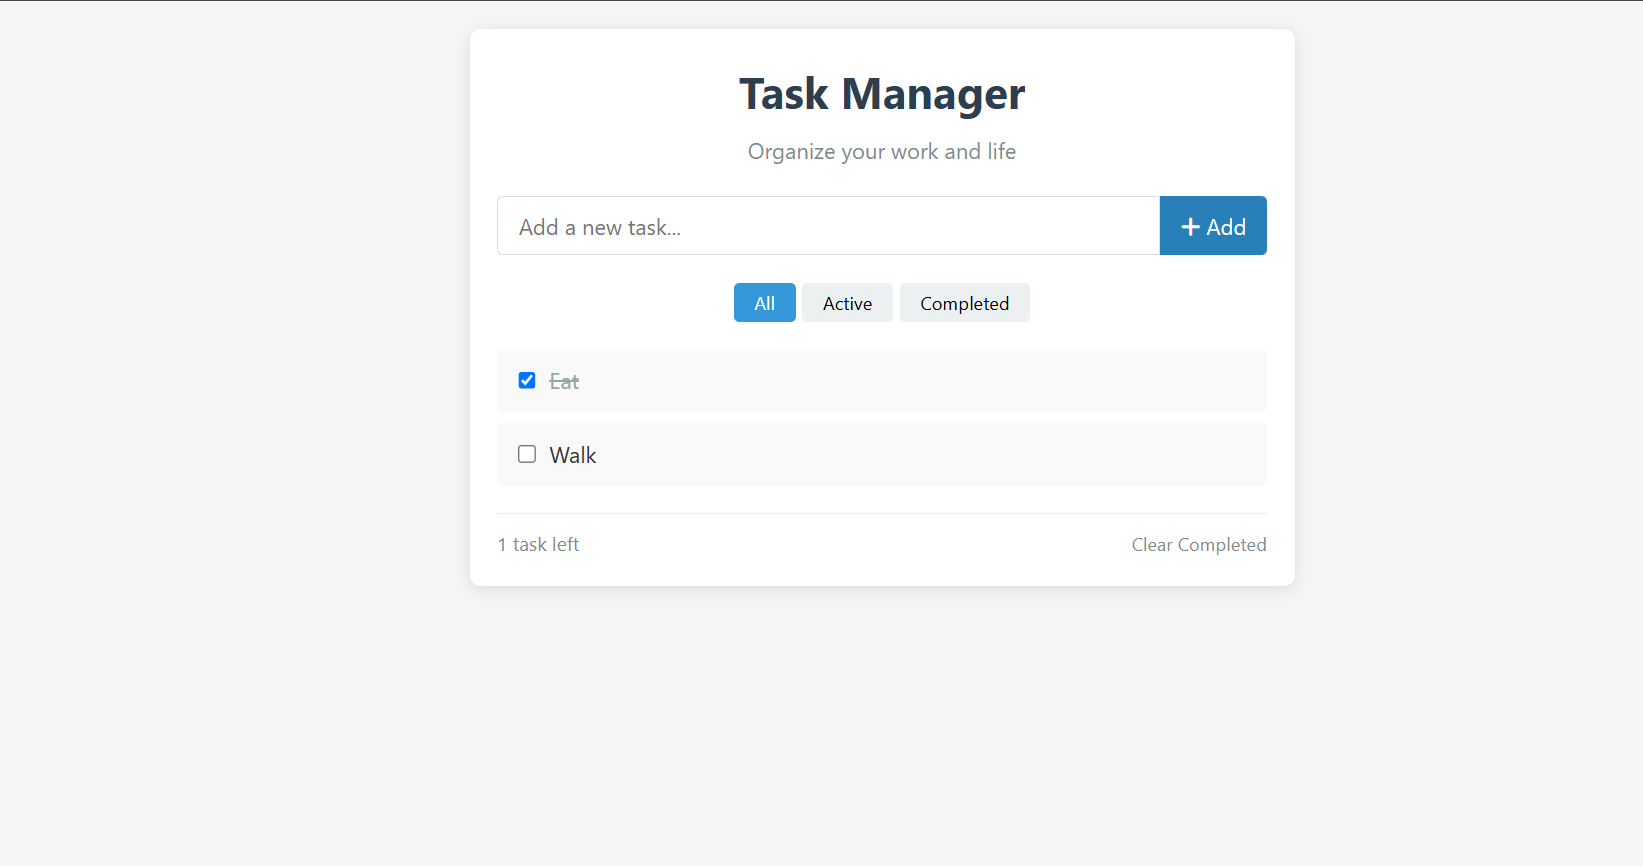 Task Manager
Organize your work and life
Add a new task...
+ Add
All Active Completed
Eat
Walk
1 task left
Clear Completed